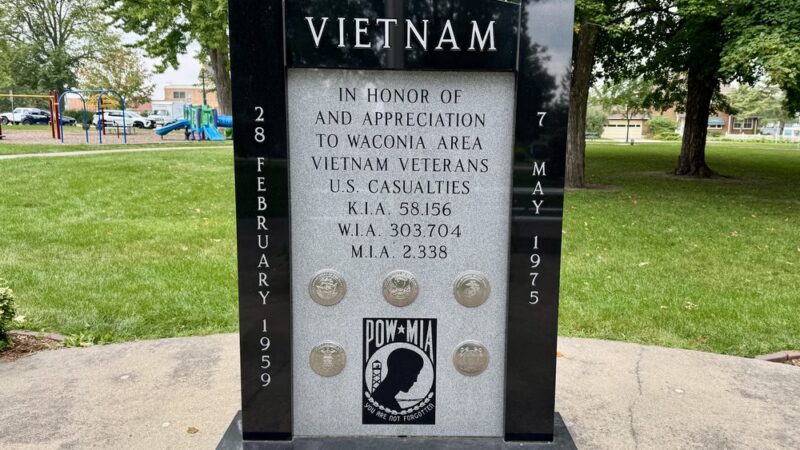 VIETNAM
IN HONOR OF
AND APPRECIATION
TO WACONIA AREA
VIETNAM VETERANS
U.S. CASUALTIES
K.I.A. 58,156
W.I.A. 303,704
M.I.A. 2,338
28 FEBRUARY 1959
7 MAY 1975
POW★MIA
YOU ARE NOT FORGOTTEN